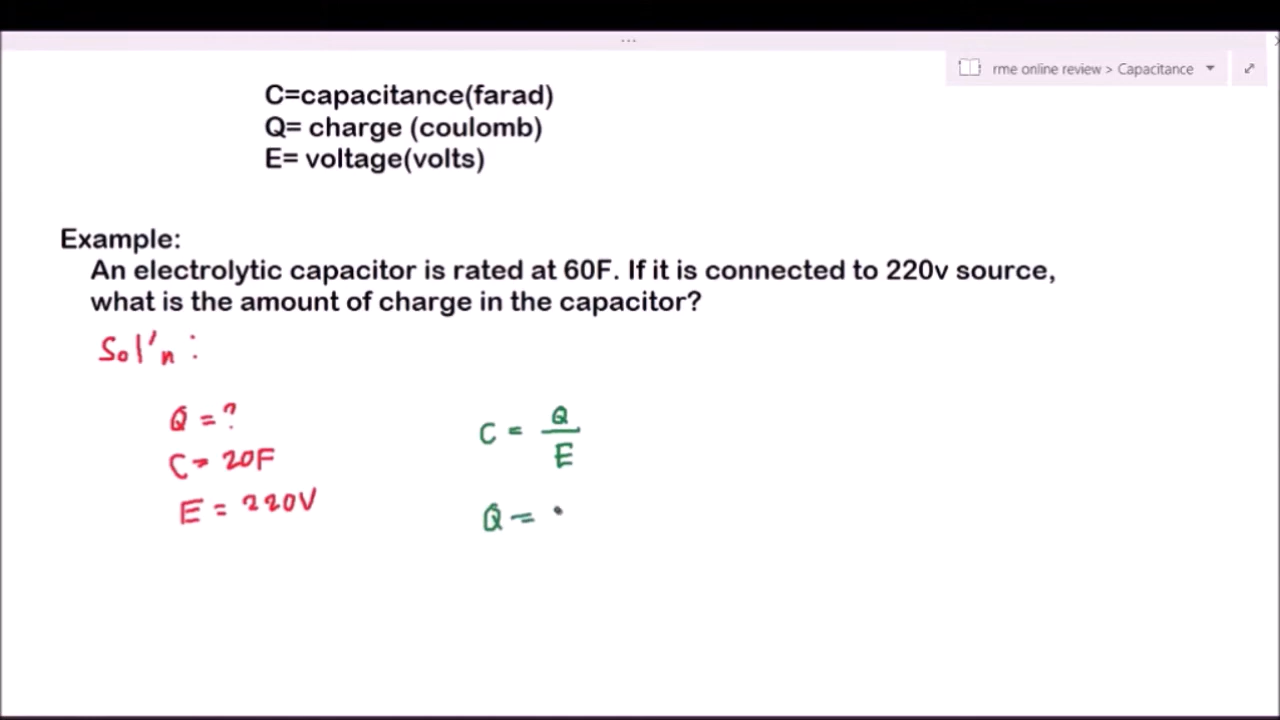 ...
rme online review > Capacitance
C=capacitance(farad)
Q= charge (coulomb)
E= voltage(volts)
Example:
An electrolytic capacitor is rated at 60F. If it is connected to 220v source,
what is the amount of charge in the capacitor?
Sol'n :
Q = ?
C = 20F
E = 220V
C = Q/E
Q =